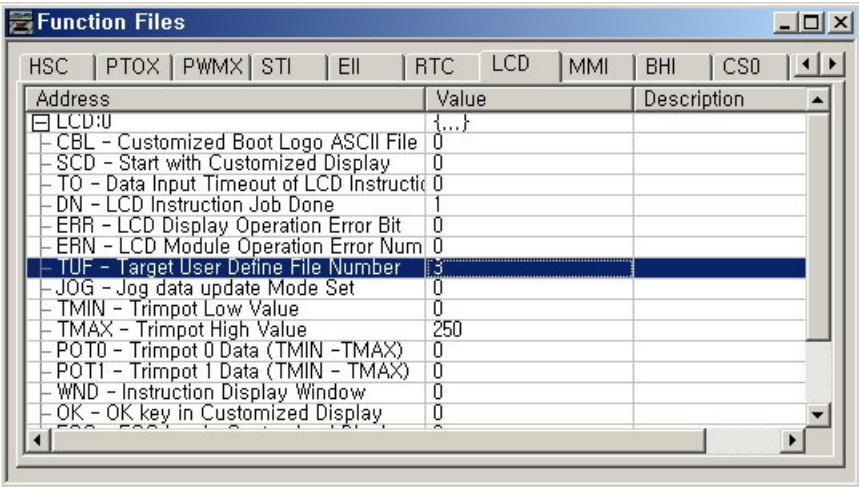 Function Files
HSC PTOX PWMX STI EII RTC LCD MMI BHI CS0
Address Value Description
LCD:0 {...}
CBL - Customized Boot Logo ASCII File 0
SCD - Start with Customized Display 0
TO - Data Input Timeout of LCD Instructic 0
DN - LCD Instruction Job Done 1
ERR - LCD Display Operation Error Bit 0
ERN - LCD Module Operation Error Num 0
TUF - Target User Define File Number 3
JOG - Jog data update Mode Set 0
TMIN - Trimpot Low Value 0
TMAX - Trimpot High Value 250
POT0 - Trimpot 0 Data (TMIN -TMAX) 0
POT1 - Trimpot 1 Data (TMIN - TMAX) 0
WND - Instruction Display Window 0
OK - OK key in Customized Display 0